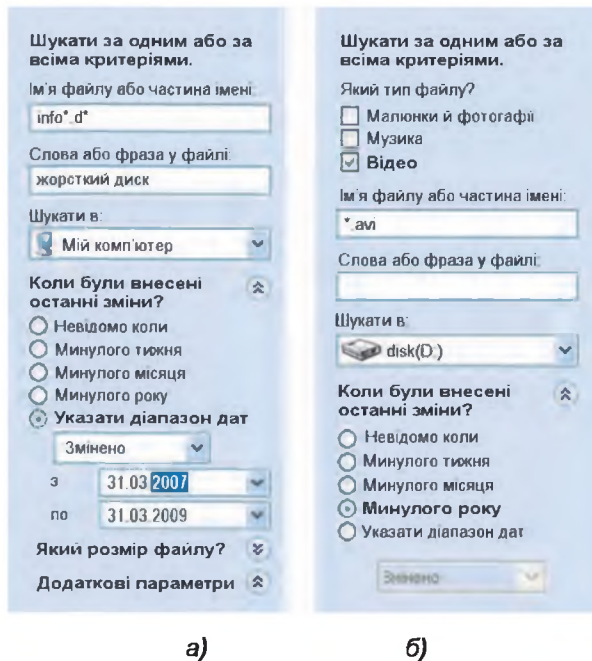 Шукати за одним або за
всіма критеріями.
Ім'я файлу або частина імені:
info*.d*
Слова або фраза у файлі:
жорсткий диск
Шукати в:
Мій комп'ютер
Коли були внесені
останні зміни?
Невідомо коли
Минулого тижня
Минулого місяця
Минулого року
Указати діапазон дат
Змінено
з 31.03.2007
по 31.03.2009
Який розмір файлу?
Додаткові параметри
а)
Шукати за одним або за
всіма критеріями.
Який тип файлу?
Малюнки й фотогафії
Музика
Відео
Ім'я файлу або частина імені:
*.avi
Слова або фраза у файлі:
Шукати в:
disk(D:)
Коли були внесені
останні зміни?
Невідомо коли
Минулого тижня
Минулого місяця
Минулого року
Указати діапазон дат
Змінено
б)